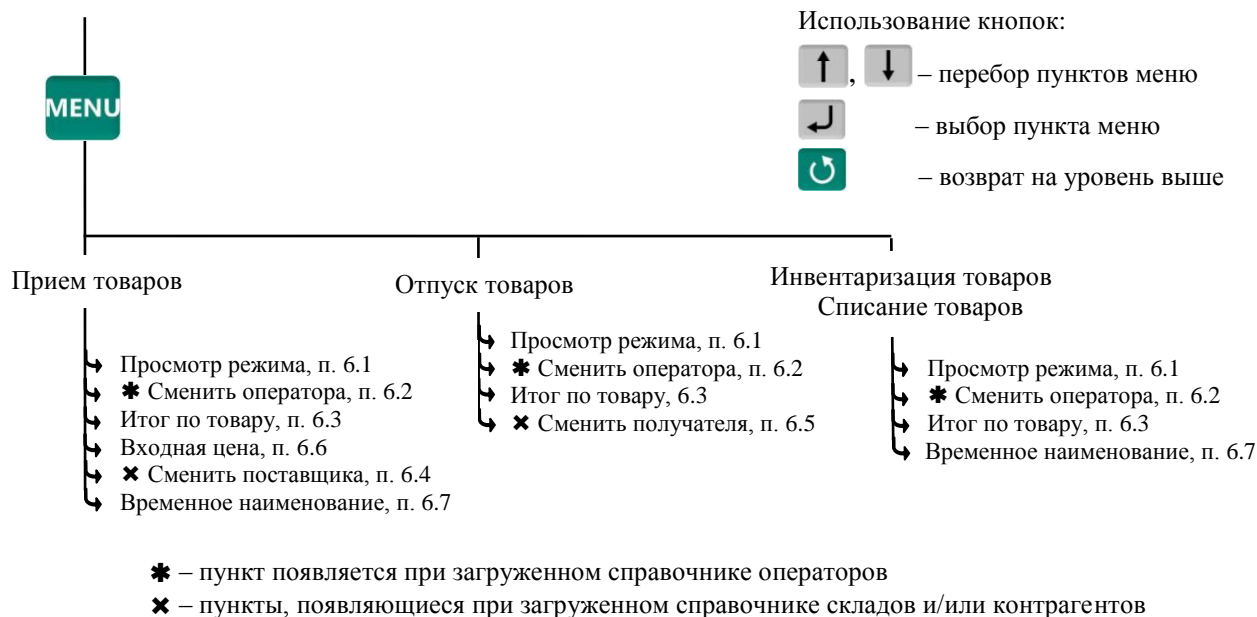 Использование кнопок:
↑, ↓ – перебор пунктов меню
↵ – выбор пункта меню
↺ – возврат на уровень выше
MENU
Прием товаров
Просмотр режима, п. 6.1
✱ Сменить оператора, п. 6.2
Итог по товару, п. 6.3
Входная цена, п. 6.6
✖ Сменить поставщика, п. 6.4
Временное наименование, п. 6.7
Отпуск товаров
Просмотр режима, п. 6.1
✱ Сменить оператора, п. 6.2
Итог по товару, 6.3
✖ Сменить получателя, п. 6.5
Инвентаризация товаров
Списание товаров
Просмотр режима, п. 6.1
✱ Сменить оператора, п. 6.2
Итог по товару, п. 6.3
Временное наименование, п. 6.7
✱ – пункт появляется при загруженном справочнике операторов
✖ – пункты, появляющиеся при загруженном справочнике складов и/или контрагентов